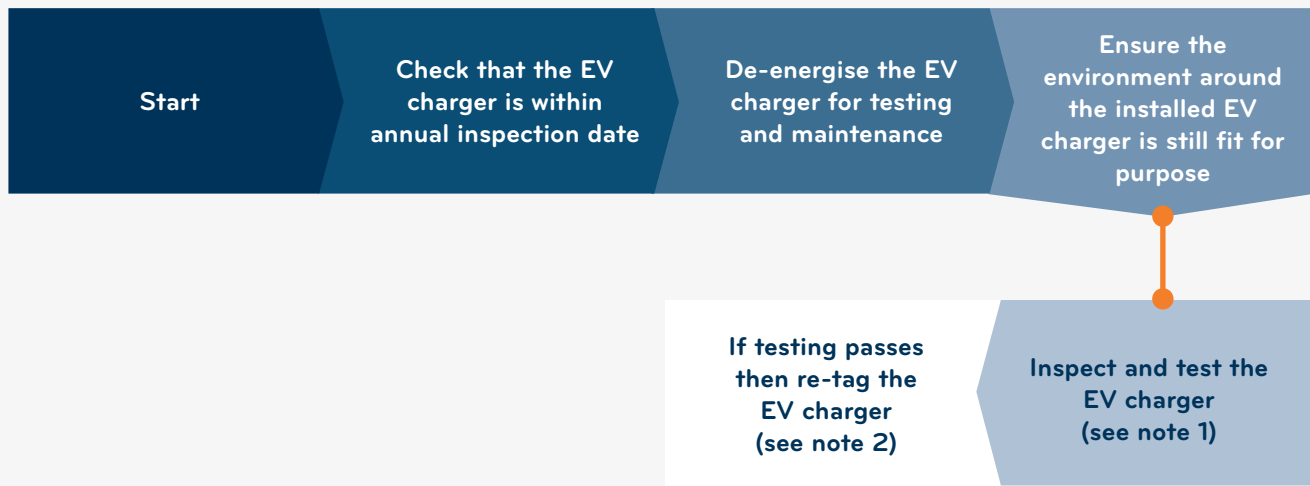 Start
Check that the EV
charger is within
annual inspection date
De-energise the EV
charger for testing
and maintenance
Ensure the
environment around
the installed EV
charger is still fit for
purpose
Inspect and test the
EV charger
(see note 1)
If testing passes
then re-tag the
EV charger
(see note 2)